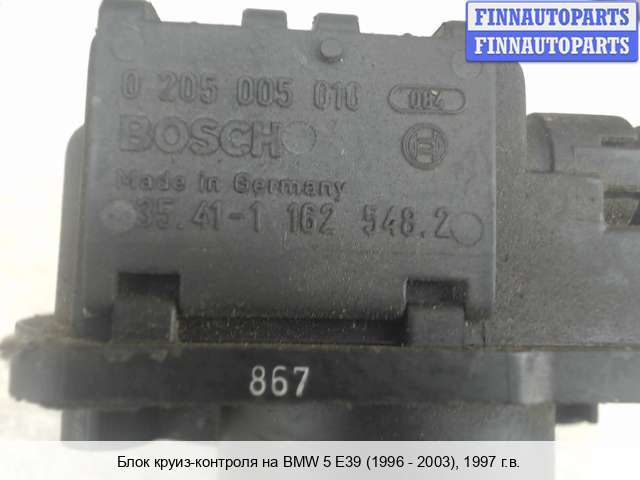 FINNAUTOPARTS
FINNAUTOPARTS
0 205 005 010 084
BOSCH
Made in Germany
35.41-1 162 548.2
867
Блок круиз-контроля на BMW 5 E39 (1996 - 2003), 1997 г.в.